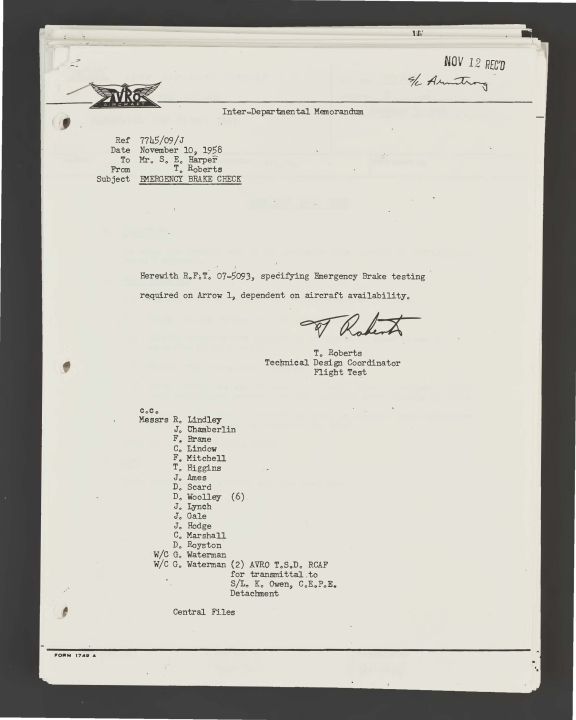 NOV 12 REC'D
S/L Armstrong
AVRO
Inter-Departmental Memorandum
Ref 7745/09/J
Date November 10, 1958
To Mr. S. E. Harper
From T. Roberts
Subject EMERGENCY BRAKE CHECK
Herewith R.F.T. 07-5093, specifying Emergency Brake testing
required on Arrow 1, dependent on aircraft availability.
T Roberts
T. Roberts
Technical Design Coordinator
Flight Test
c.c.
Messrs R. Lindley
J. Chamberlin
F. Brame
C. Lindow
F. Mitchell
T. Higgins
J. Ames
D. Scard
D. Woolley (6)
J. Lynch
J. Gale
J. Hodge
C. Marshall
D. Royston
W/C G. Waterman
W/C G. Waterman (2) AVRO T.S.D. RCAF
for transmittal to
S/L. K. Owen, C.E.P.E.
Detachment
Central Files
FORM 1749 A